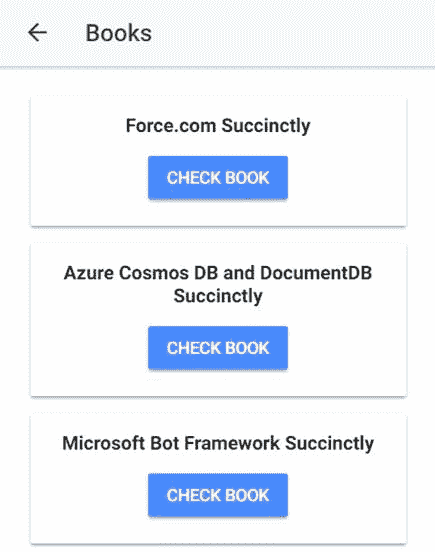 Books
Force.com Succinctly
CHECK BOOK
Azure Cosmos DB and DocumentDB
Succinctly
CHECK BOOK
Microsoft Bot Framework Succinctly
CHECK BOOK